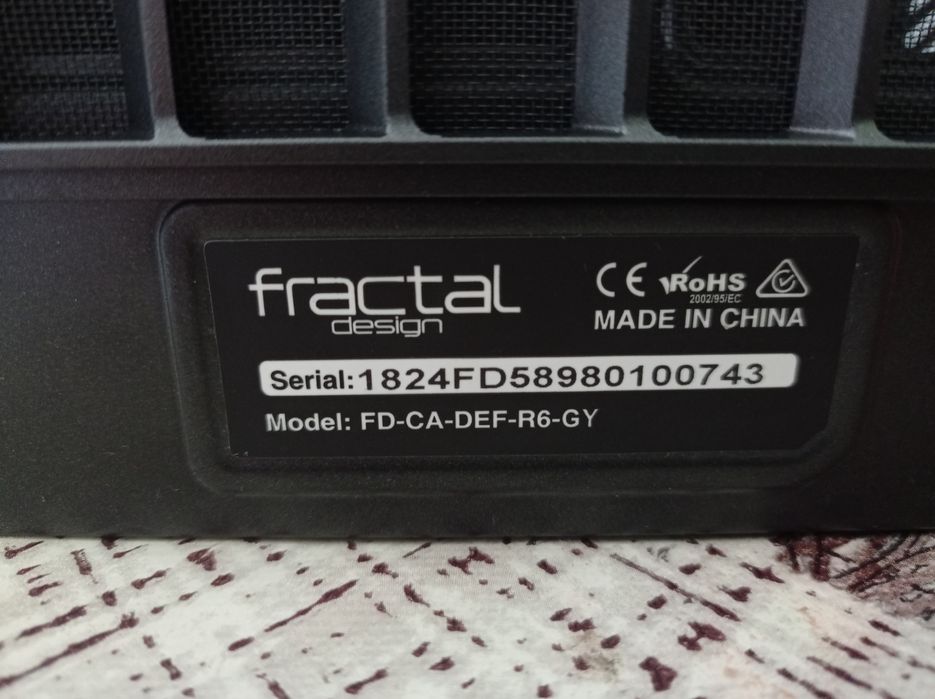 fractal
design
CE RoHS
2002/95/EC
MADE IN CHINA
Serial: 1824FD58980100743
Model: FD-CA-DEF-R6-GY